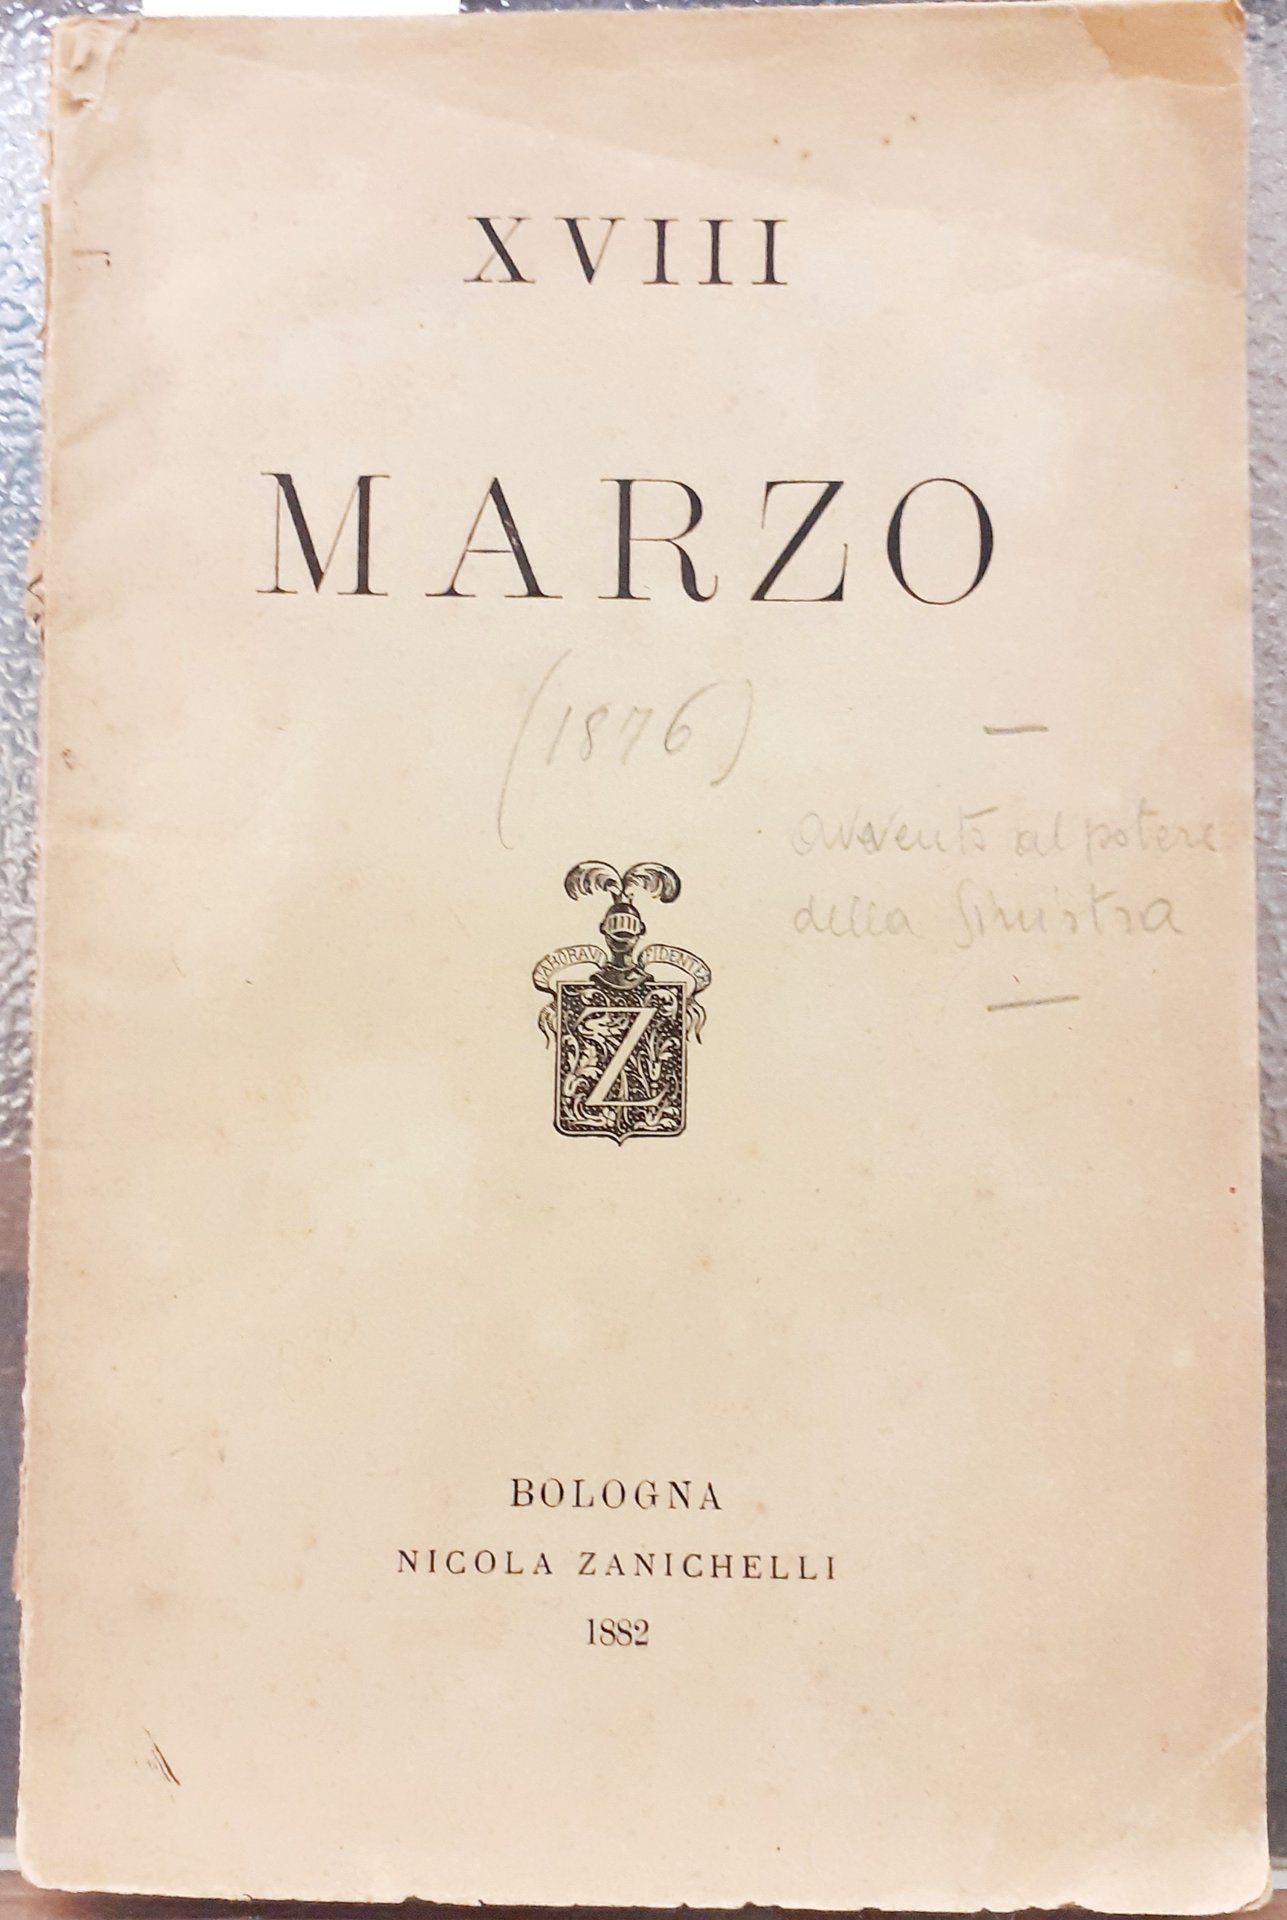 XVIII
MARZO
(1876)
avvento al potere
della Sinistra
LABORAVI FIDENTER
Z
BOLOGNA
NICOLA ZANICHELLI
1882